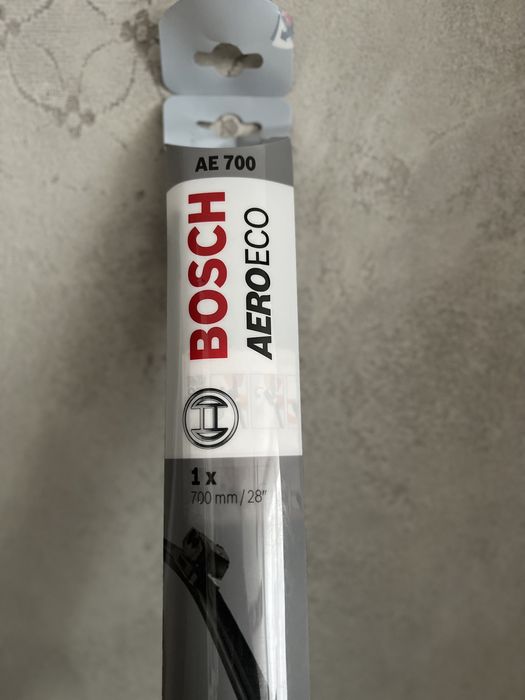 AE 700
BOSCH
AEROECO
1 x
700 mm / 28"